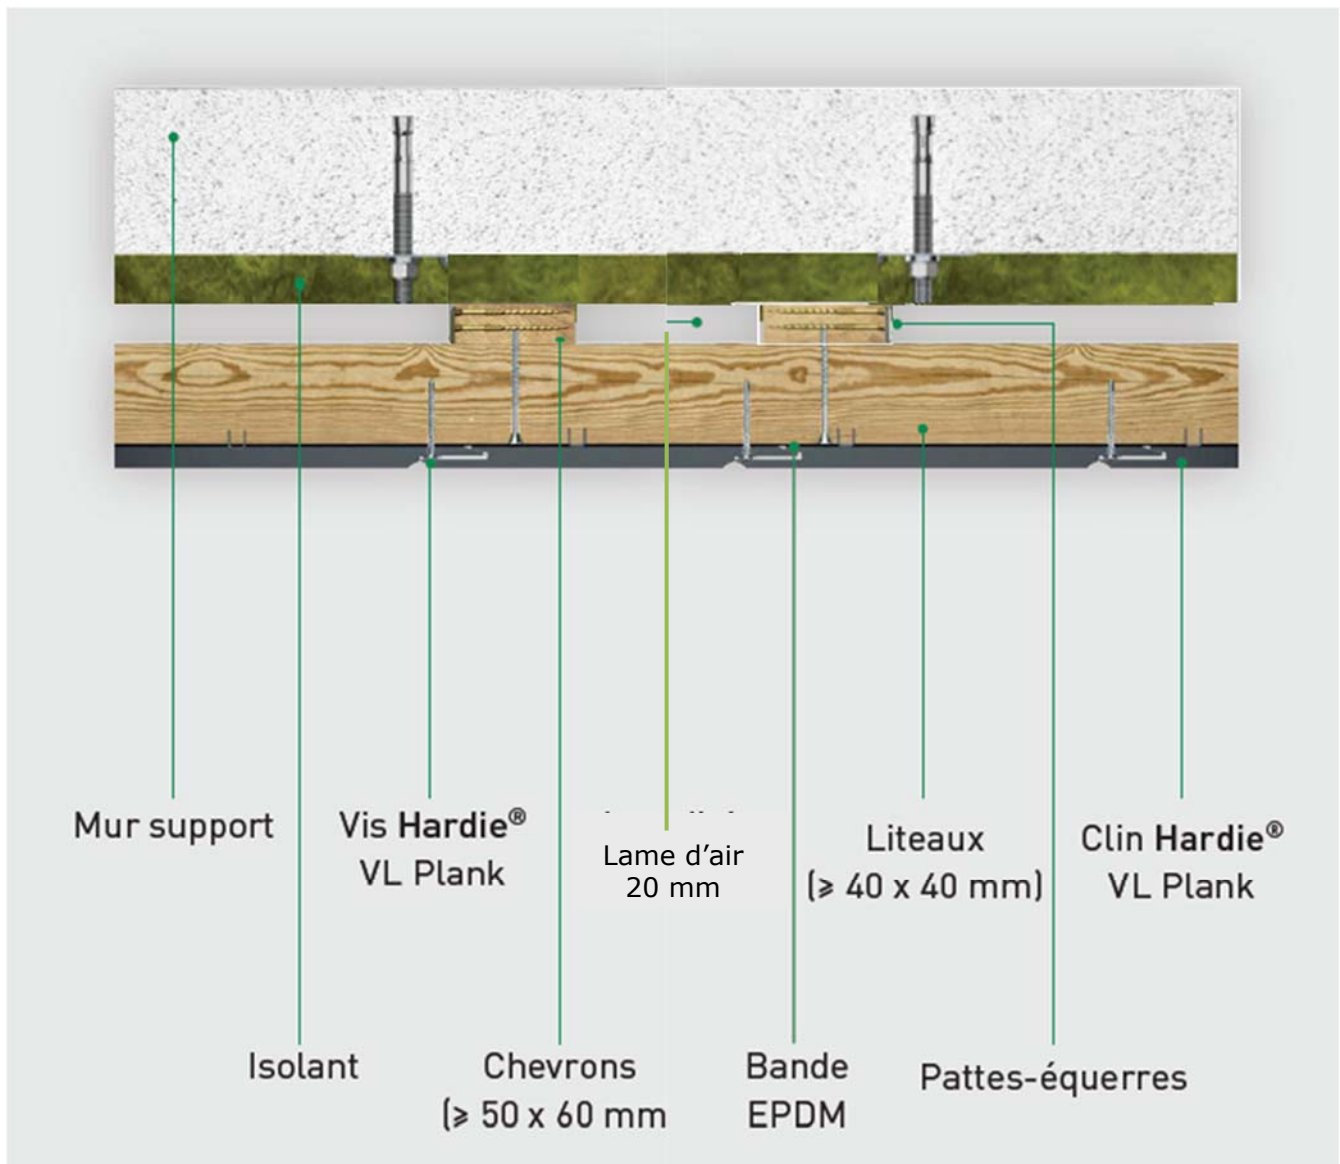 Mur support
Vis Hardie®
VL Plank
Lame d'air
20 mm
Liteaux
(≥ 40 x 40 mm)
Clin Hardie®
VL Plank
Isolant
Chevrons
(≥ 50 x 60 mm
Bande
EPDM
Pattes-équerres